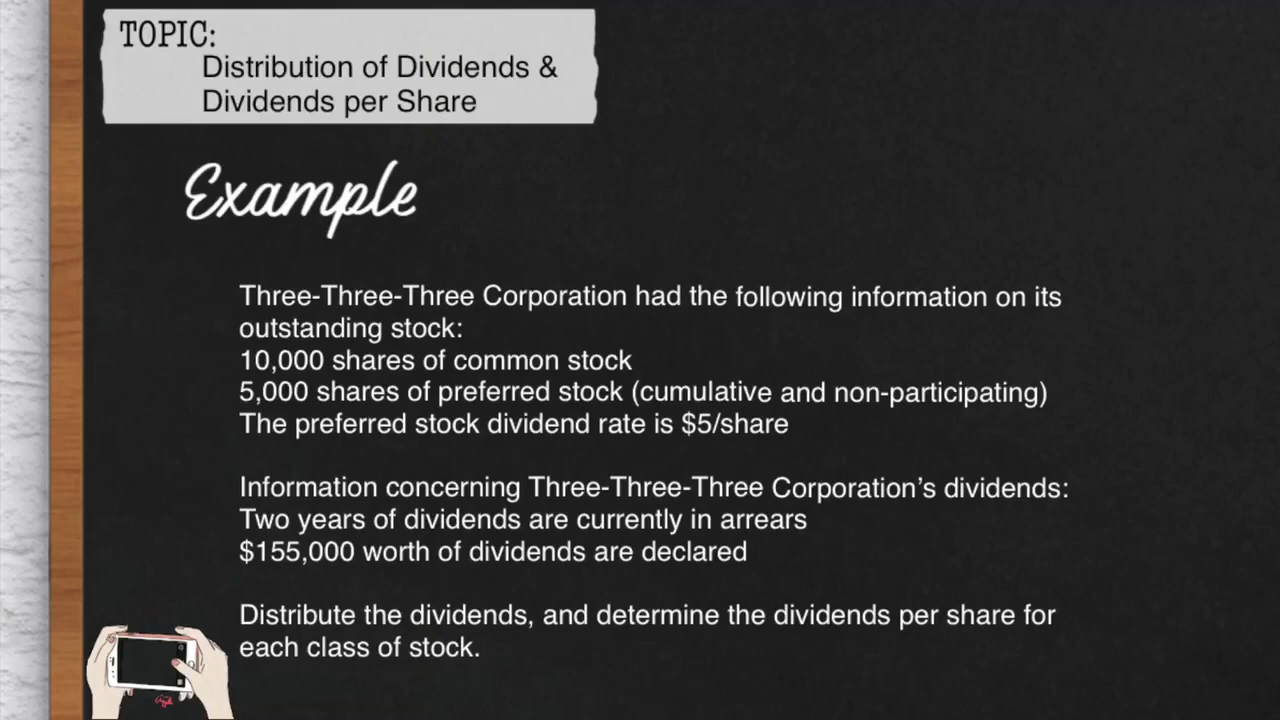 TOPIC:
Distribution of Dividends &
Dividends per Share
Example
Three-Three-Three Corporation had the following information on its
outstanding stock:
10,000 shares of common stock
5,000 shares of preferred stock (cumulative and non-participating)
The preferred stock dividend rate is $5/share
Information concerning Three-Three-Three Corporation’s dividends:
Two years of dividends are currently in arrears
$155,000 worth of dividends are declared
Distribute the dividends, and determine the dividends per share for
each class of stock.